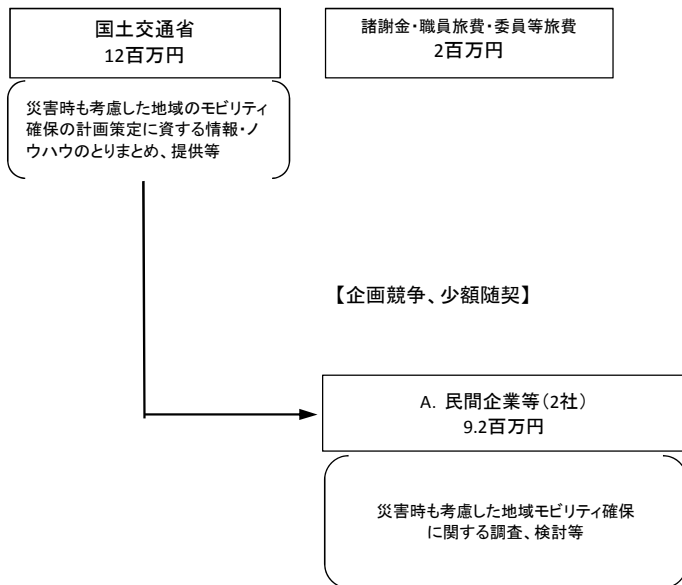 国土交通省
12百万円
諸謝金・職員旅費・委員等旅費
2百万円
災害時も考慮した地域のモビリティ
確保の計画策定に資する情報・ノ
ウハウのとりまとめ、提供等
【企画競争、少額随契】
A. 民間企業等（2社）
9.2百万円
災害時も考慮した地域モビリティ確保
に関する調査、検討等